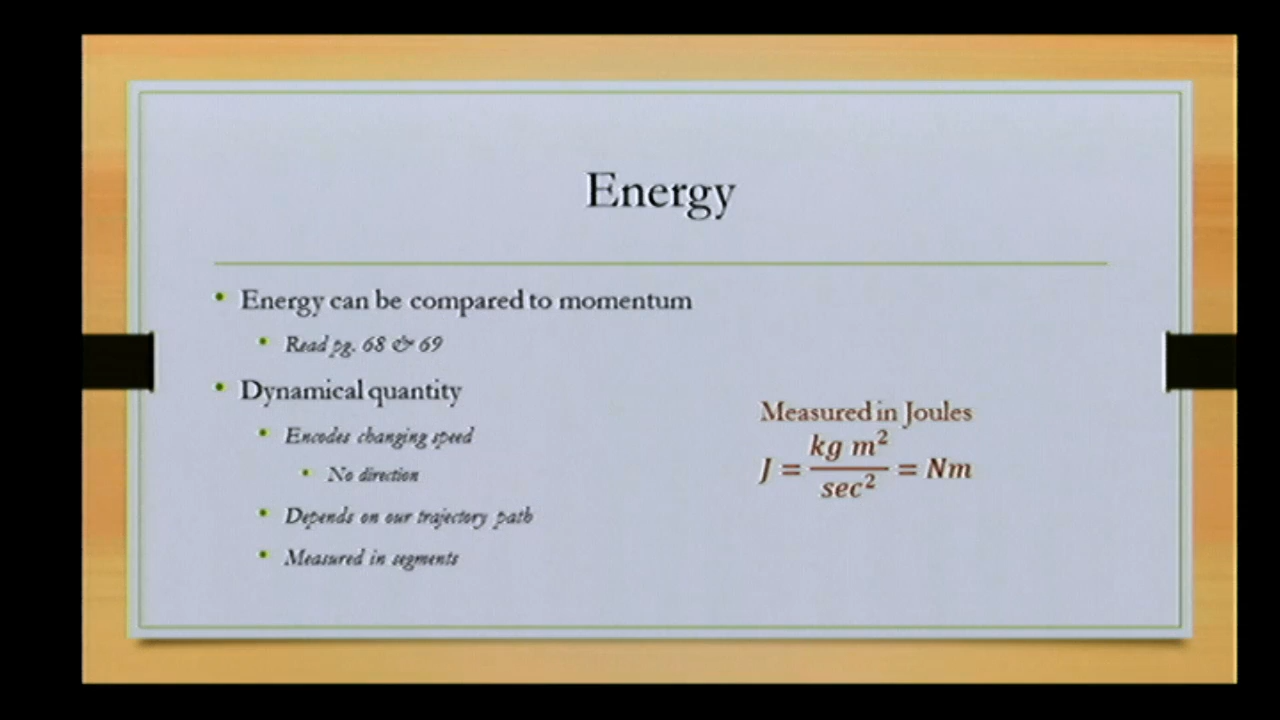 Energy
• Energy can be compared to momentum
• Read pg. 68 & 69
• Dynamical quantity
• Encodes changing speed
• No direction
• Depends on our trajectory path
• Measured in segments
Measured in Joules
J = kg m² / sec² = Nm